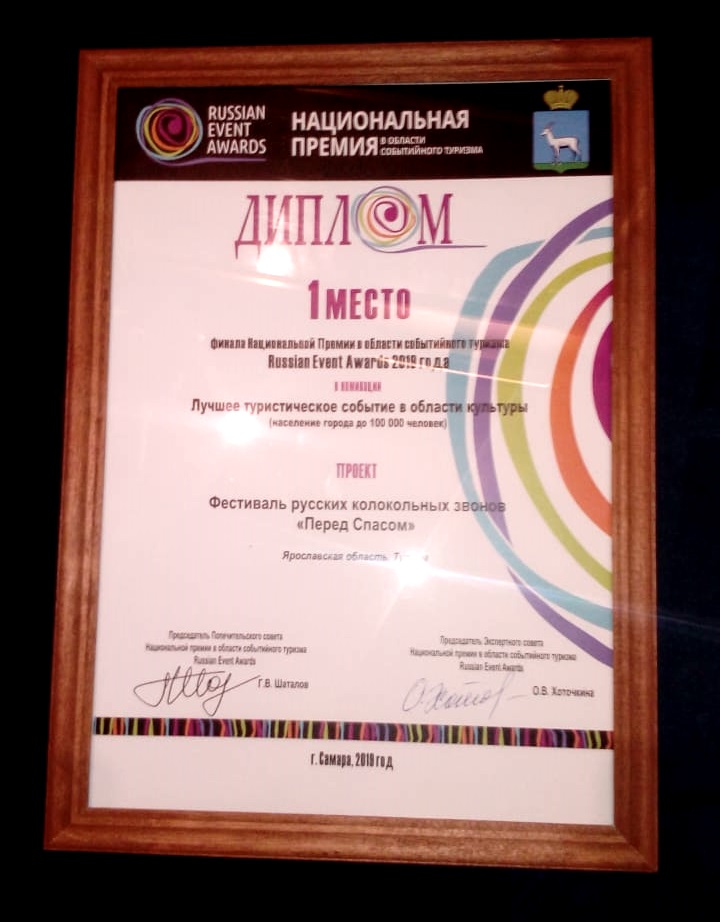 RUSSIAN
EVENT
AWARDS
НАЦИОНАЛЬНАЯ
ПРЕМИЯ В ОБЛАСТИ
СОБЫТИЙНОГО ТУРИЗМА
ДИПЛОМ
1 МЕСТО
финала Национальной Премии в области событийного туризма
Russian Event Awards 2019 года
в номинации
Лучшее туристическое событие в области культуры
(население города до 100 000 человек)
ПРОЕКТ
Фестиваль русских колокольных звонов
«Перед Спасом»
Ярославская область,
Председатель Попечительского совета
Национальной премии в области событийного туризма
Russian Event Awards
Г.В. Шаталов
Председатель Экспертного совета
Национальной премии в области событийного туризма
Russian Event Awards
О.В. Хоточкина
г. Самара, 2019 год